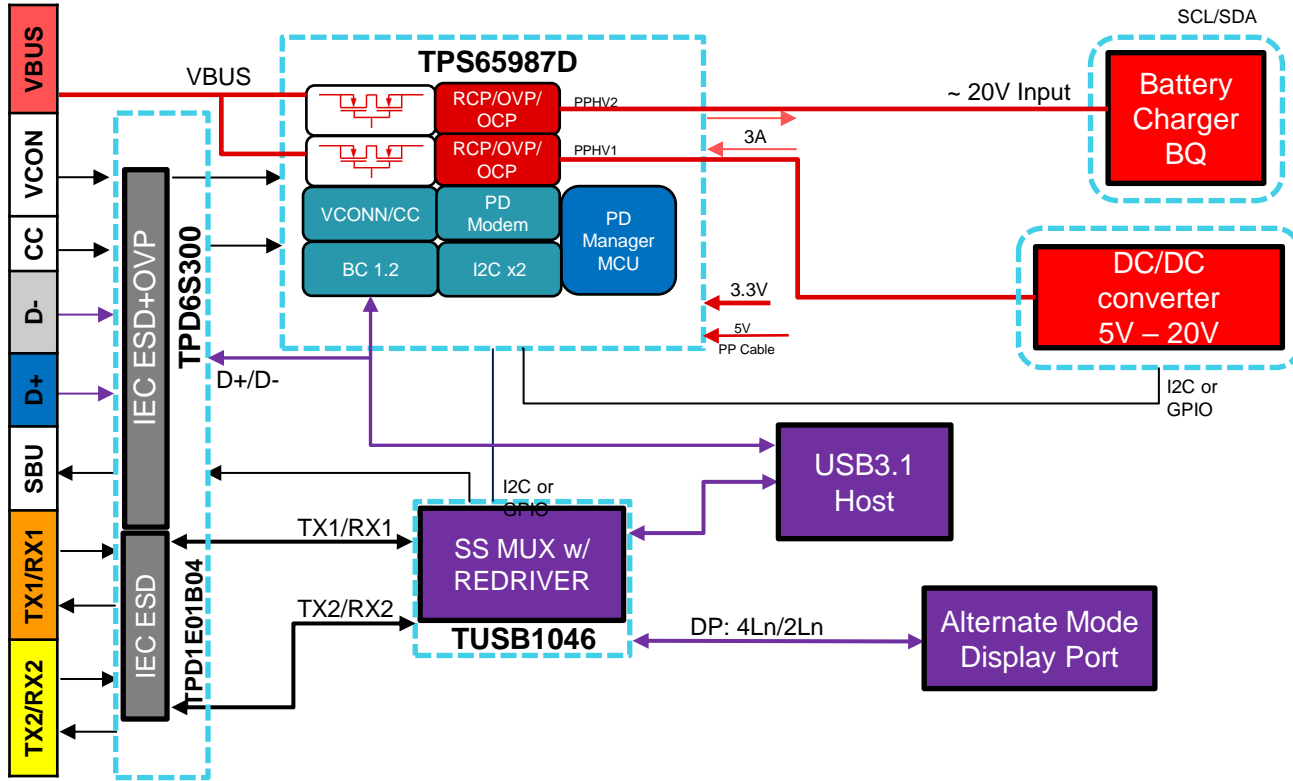 SCL/SDA
VBUS
VCON
CC
D-
D+
SBU
TX1/RX1
TX2/RX2
IEC ESD+OVP
TPD6S300
IEC ESD
TPD1E01B04
VBUS
TPS65987D
RCP/OVP/
OCP
PPHV2
RCP/OVP/
OCP
PPHV1
VCONN/CC
PD
Modem
BC 1.2
I2C x2
PD
Manager
MCU
~ 20V Input
3A
Battery
Charger
BQ
3.3V
5V
PP Cable
DC/DC
converter
5V – 20V
I2C or
GPIO
D+/D-
I2C or
GPIO
TX1/RX1
TX2/RX2
SS MUX w/
REDRIVER
TUSB1046
USB3.1
Host
DP: 4Ln/2Ln
Alternate Mode
Display Port